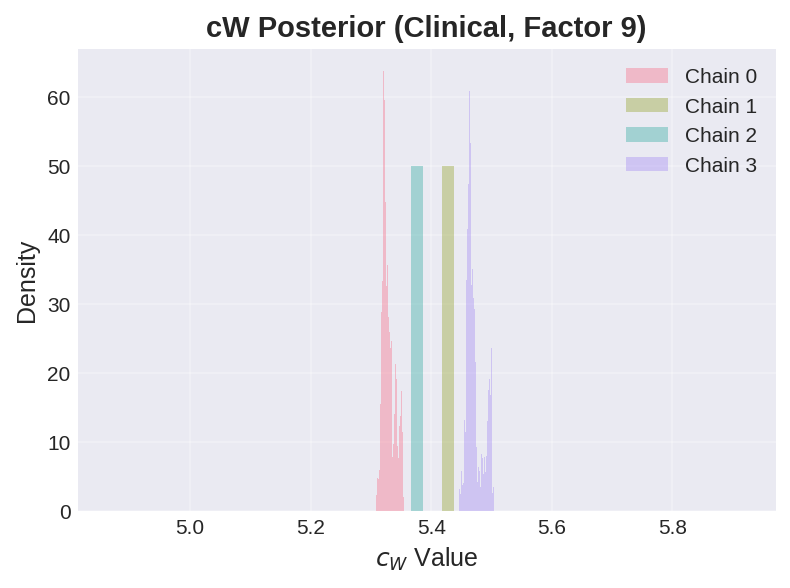 cW Posterior (Clinical, Factor 9)
Chain 0
Chain 1
Chain 2
Chain 3
Density
60
50
40
30
20
10
0
5.0 5.2 5.4 5.6 5.8
c_W Value